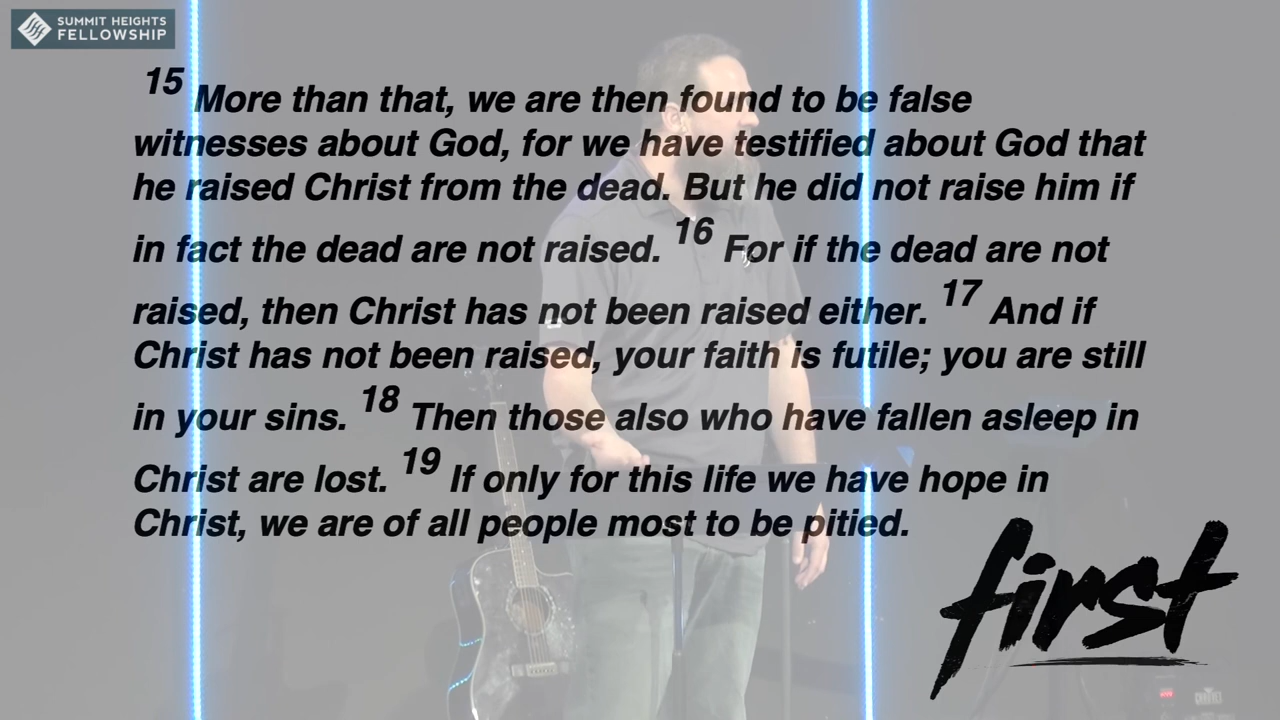 SUMMIT HEIGHTS
FELLOWSHIP
15 More than that, we are then found to be false
witnesses about God, for we have testified about God that
he raised Christ from the dead. But he did not raise him if
in fact the dead are not raised. 16 For if the dead are not
raised, then Christ has not been raised either. 17 And if
Christ has not been raised, your faith is futile; you are still
in your sins. 18 Then those also who have fallen asleep in
Christ are lost. 19 If only for this life we have hope in
Christ, we are of all people most to be pitied.
first